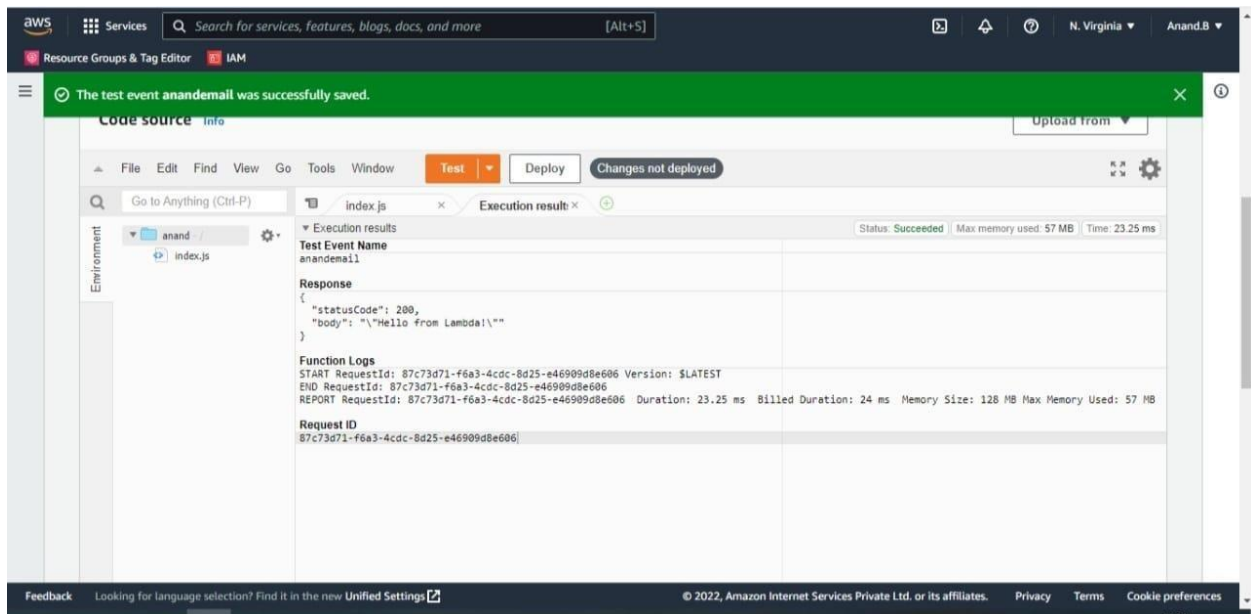 aws
Services
Search for services, features, blogs, docs, and more [Alt+S]
N. Virginia ▼
Anand.B ▼
Resource Groups & Tag Editor
IAM
The test event anandemail was successfully saved.
Code source Info
Upload from ▼
File Edit Find View Go Tools Window
Test
Deploy
Changes not deployed
Go to Anything (Ctrl-P)
index.js
Execution result
Environment
anand - /
index.js
Execution results
Status: Succeeded
Max memory used: 57 MB
Time: 23.25 ms
Test Event Name
anandemail
Response
{
"statusCode": 200,
"body": "\"Hello from Lambda!\""
}
Function Logs
START RequestId: 87c73d71-f6a3-4cdc-8d25-e46909d8e606 Version: $LATEST
END RequestId: 87c73d71-f6a3-4cdc-8d25-e46909d8e606
REPORT RequestId: 87c73d71-f6a3-4cdc-8d25-e46909d8e606 Duration: 23.25 ms Billed Duration: 24 ms Memory Size: 128 MB Max Memory Used: 57 MB
Request ID
87c73d71-f6a3-4cdc-8d25-e46909d8e606
Feedback
Looking for language selection? Find it in the new Unified Settings
© 2022, Amazon Internet Services Private Ltd. or its affiliates.
Privacy
Terms
Cookie preferences